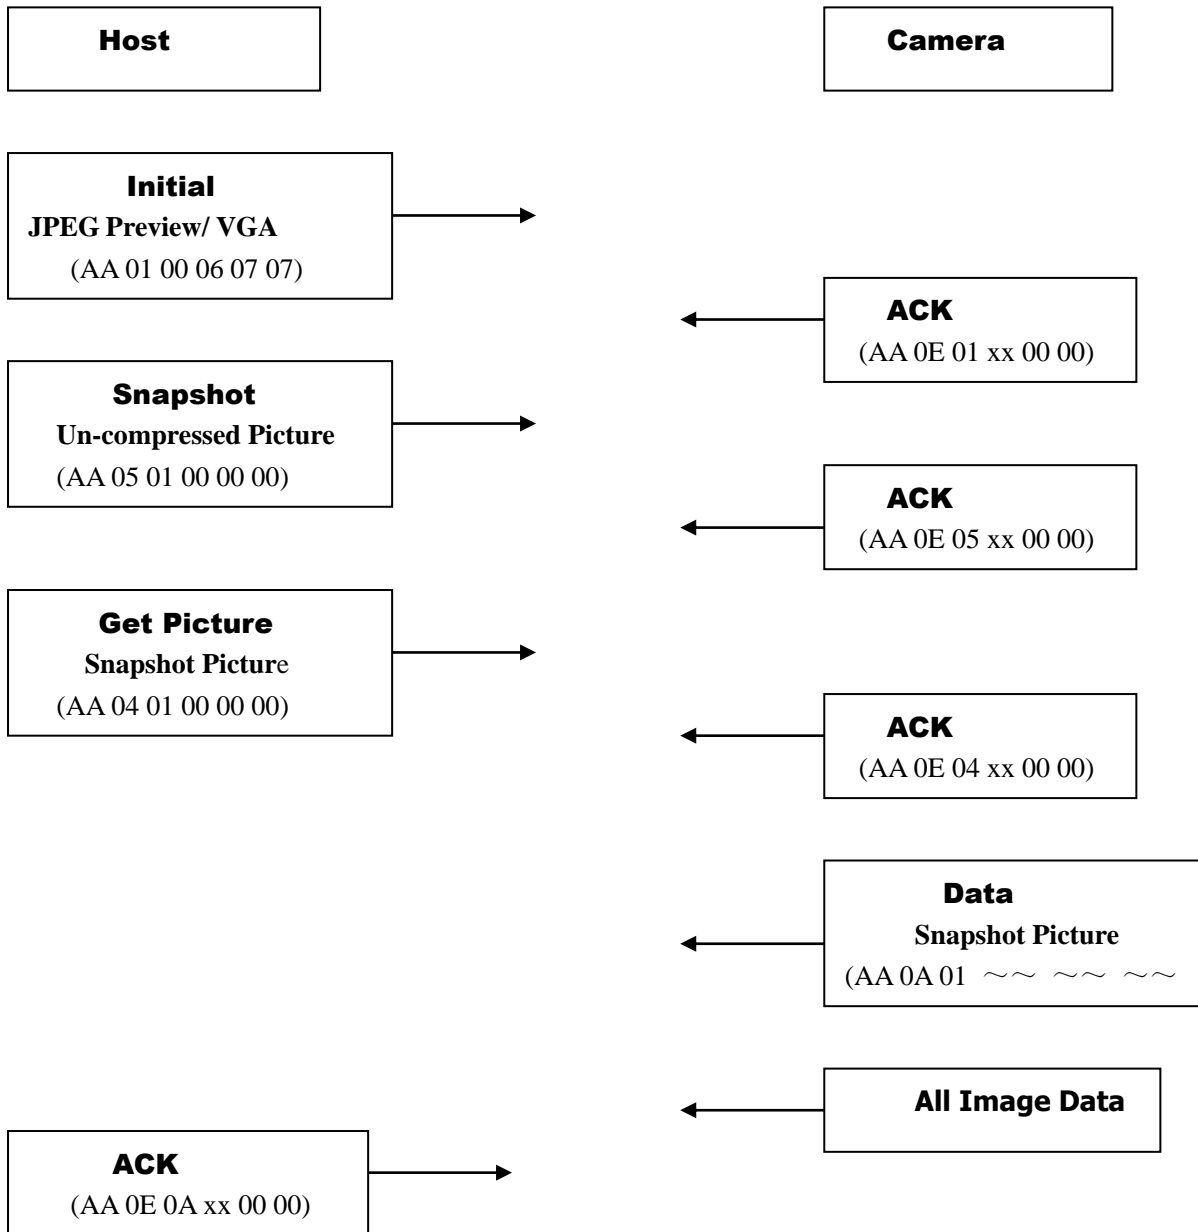 Host
Camera
Initial
JPEG Preview/ VGA
(AA 01 00 06 07 07)
ACK
(AA 0E 01 xx 00 00)
Snapshot
Un-compressed Picture
(AA 05 01 00 00 00)
ACK
(AA 0E 05 xx 00 00)
Get Picture
Snapshot Picture
(AA 04 01 00 00 00)
ACK
(AA 0E 04 xx 00 00)
Data
Snapshot Picture
(AA 0A 01 ~~ ~~ ~~
All Image Data
ACK
(AA 0E 0A xx 00 00)